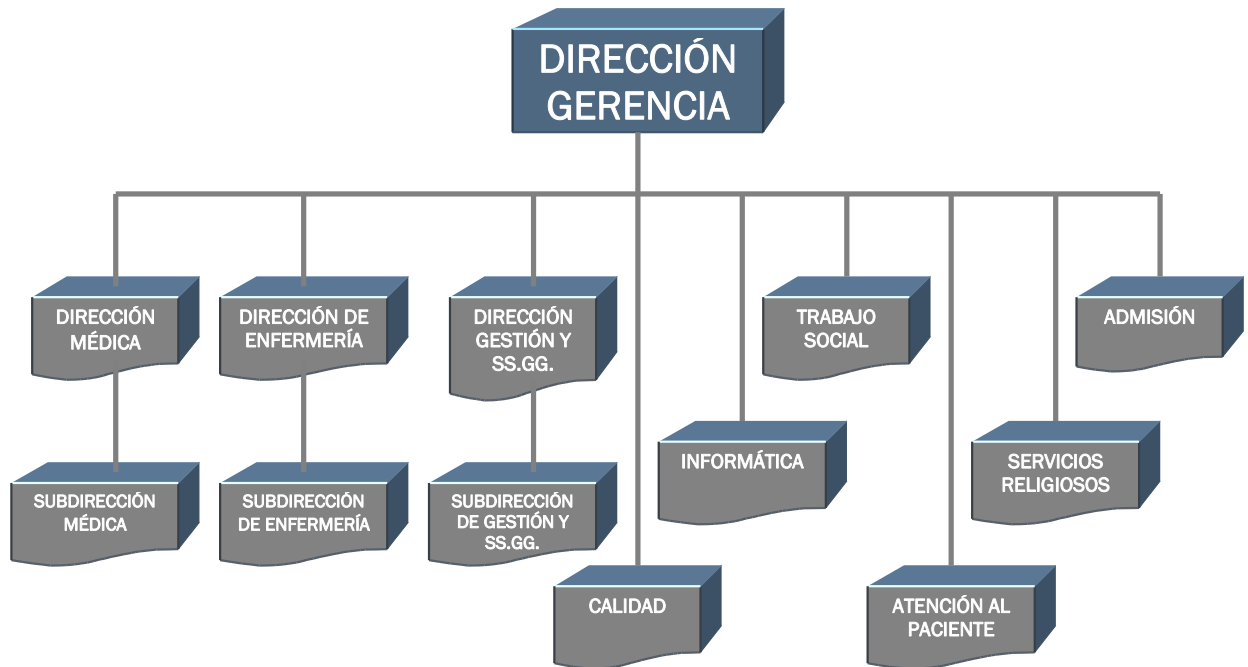 DIRECCIÓN
GERENCIA
DIRECCIÓN
MÉDICA
DIRECCIÓN DE
ENFERMERÍA
DIRECCIÓN
GESTIÓN Y
SS.GG.
TRABAJO
SOCIAL
ADMISIÓN
INFORMÁTICA
SERVICIOS
RELIGIOSOS
SUBDIRECCIÓN
MÉDICA
SUBDIRECCIÓN
DE ENFERMERÍA
SUBDIRECCIÓN
DE GESTIÓN Y
SS.GG.
CALIDAD
ATENCIÓN AL
PACIENTE